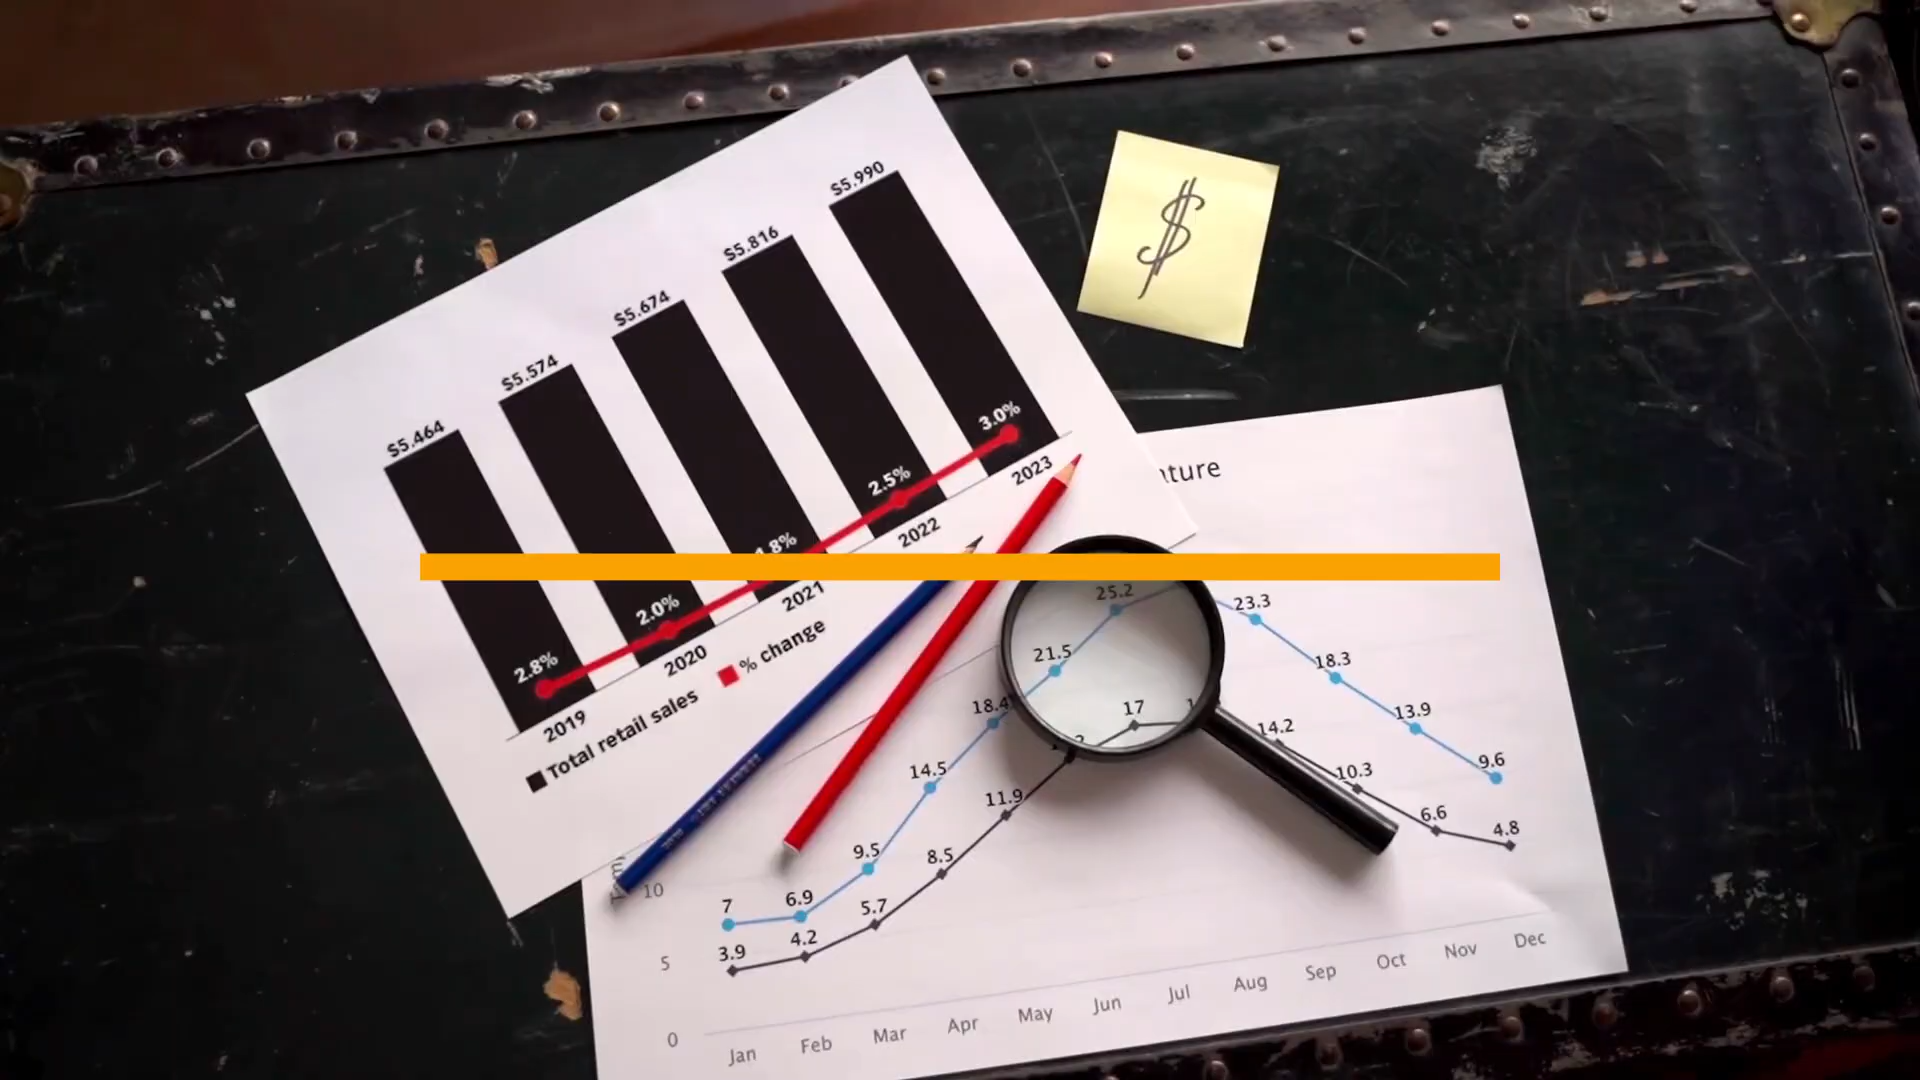 $5.990
$5.816
$5.674
$5.574
$5.464
$
3.0%
2.5%
2.0%
2.8%
2019 2020 2021 2022 2023
Total retail sales % change
25.2 23.3
21.5 18.3
18.4 17 14.2 13.9
14.5 10.3 9.6
11.9 6.6 4.8
9.5 8.5
7 6.9 5.7
3.9 4.2
10
5
0
Jan Feb Mar Apr May Jun Jul Aug Sep Oct Nov Dec